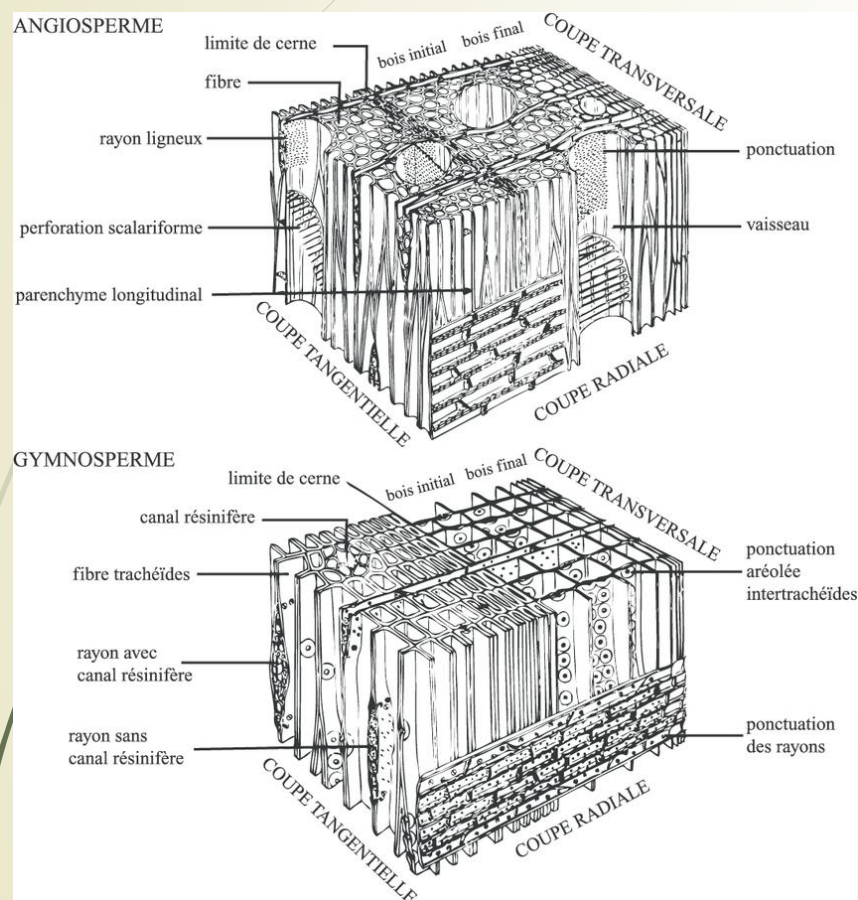 ANGIOSPERME
limite de cerne
bois initial
bois final
COUPE TRANSVERSALE
fibre
rayon ligneux
ponctuation
perforation scalariforme
vaisseau
parenchyme longitudinal
COUPE TANGENTIELLE
COUPE RADIALE
GYMNOSPERME
limite de cerne
bois initial
bois final
COUPE TRANSVERSALE
canal résinifère
fibre trachéïdes
ponctuation
aréolée
intertrachéïdes
rayon avec
canal résinifère
rayon sans
canal résinifère
ponctuation
des rayons
COUPE TANGENTIELLE
COUPE RADIALE